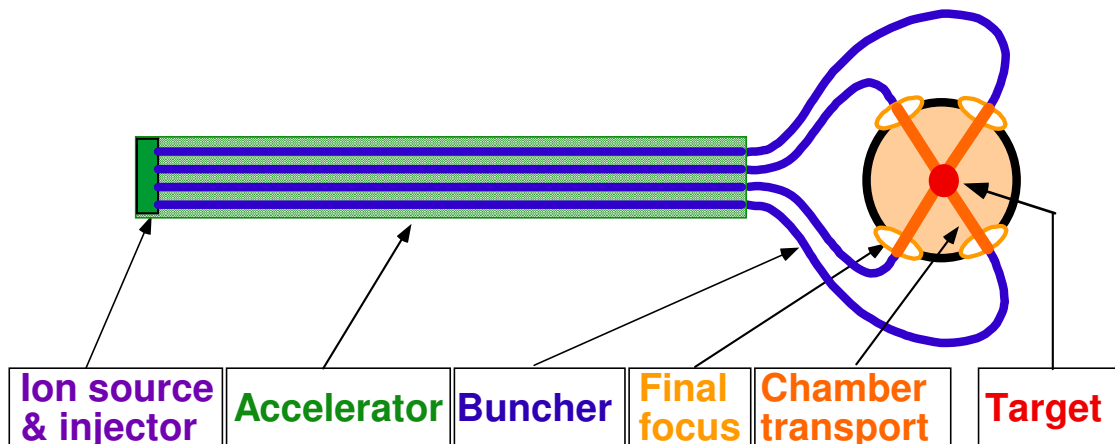 Ion source
& injector
Accelerator
Buncher
Final
focus
Chamber
transport
Target